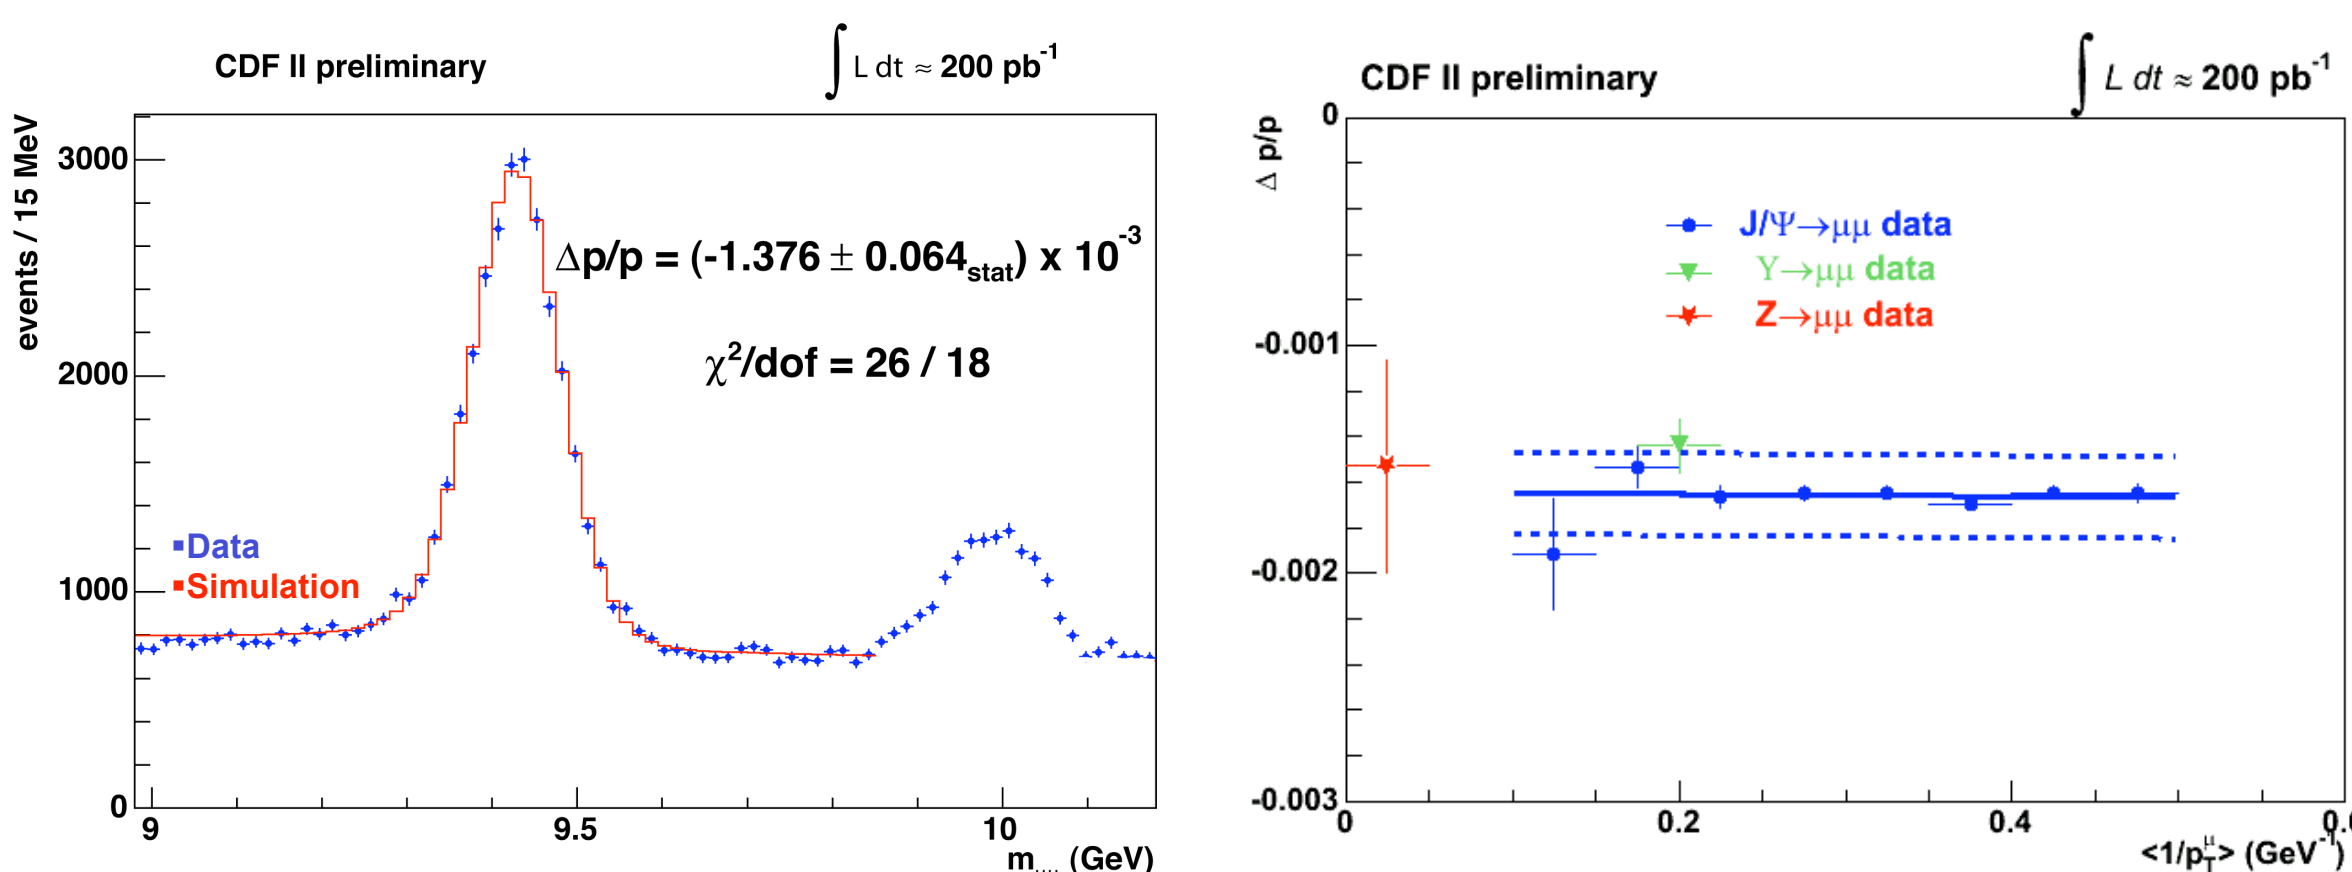 CDF II preliminary
∫ L dt ≈ 200 pb⁻¹
events / 15 MeV
3000
2000
1000
0
Δp/p = (-1.376 ± 0.064stat) x 10⁻³
χ²/dof = 26 / 18
Data
Simulation
9
9.5
10
(GeV)
CDF II preliminary
∫ L dt ≈ 200 pb⁻¹
Δ p/p
0
-0.001
-0.002
-0.003
J/Ψ→μμ data
Υ→μμ data
Z→μμ data
0
0.2
0.4
<1/p_T^μ> (GeV⁻¹)